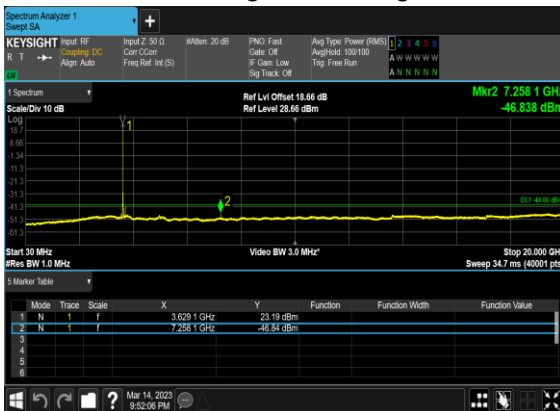 Spectrum Analyzer 1
Swept SA
KEYSIGHT Input: RF Input Z: 50 Ω #Atten: 20 dB PNO: Fast Avg Type: Power (RMS) 1 2 3 4 5 6
R T Coupling: DC Corr CCorr Gate: Off Avg|Hold: 100/100 A W W W W W
Align: Auto Freq Ref: Int (S) IF Gain: Low Trig: Free Run
Sig Track: Off A N N N N N
LV
1 Spectrum Ref Lvl Offset 18.66 dB Mkr2 7.258 1 GHz
Scale/Div 10 dB Ref Level 28.66 dBm -46.838 dBm
Log
18.7
8.66
-1.34
-11.3
-21.3
-31.3
-41.3
-51.3
-61.3
1
2
DL1 -40.00 dBm
Start 30 MHz Video BW 3.0 MHz* Stop 20.000 GHz
#Res BW 1.0 MHz Sweep 34.7 ms (40001 pts)
5 Marker Table
Mode Trace Scale X Y Function Function Width Function Value
1 N 1 f 3.629 1 GHz 23.19 dBm
2 N 1 f 7.258 1 GHz -46.84 dBm
3
4
5
6
Mar 14, 2023
9:52:06 PM